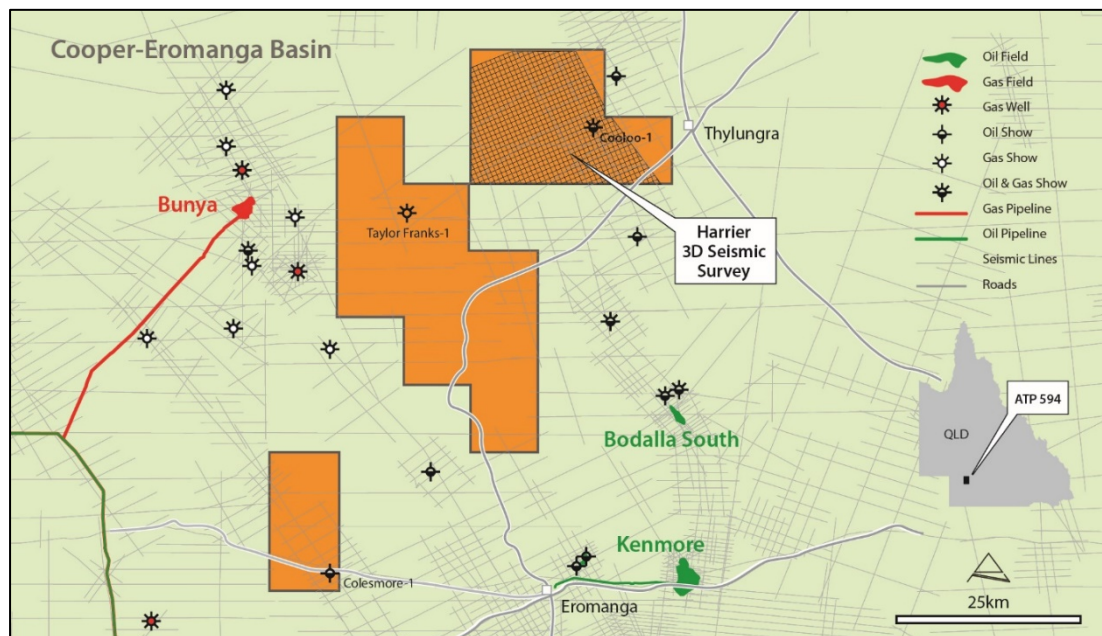 Cooper-Eromanga Basin
Oil Field
Gas Field
Gas Well
Oil Show
Gas Show
Oil & Gas Show
Gas Pipeline
Oil Pipeline
Seismic Lines
Roads
Cooloo-1
Thylungra
Bunya
Taylor Franks-1
Harrier
3D Seismic
Survey
ATP 594
QLD
Bodalla South
Kenmore
Colesmore-1
Eromanga
25km